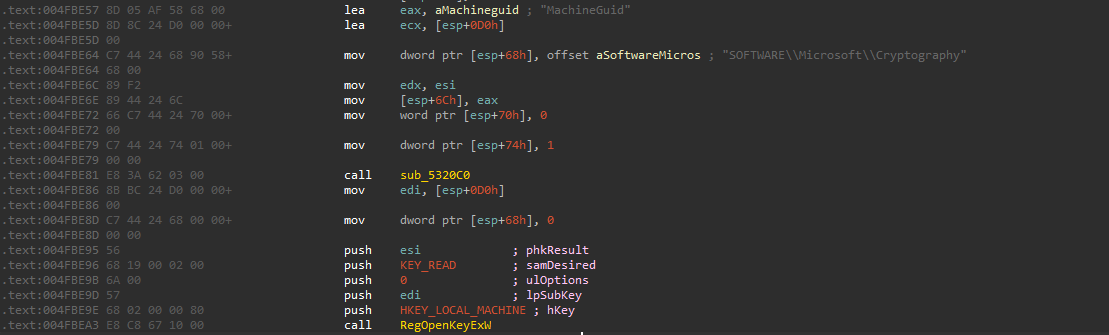 .text:004FBE57 8D 05 AF 58 68 00 lea eax, aMachineguid ; "MachineGuid"
.text:004FBE5D 8D 8C 24 D0 00 00+ lea ecx, [esp+0D0h]
.text:004FBE5D 00
.text:004FBE64 C7 44 24 68 90 58+ mov dword ptr [esp+68h], offset aSoftwareMicros ; "SOFTWARE\\Microsoft\\Cryptography"
.text:004FBE64 68 00
.text:004FBE6C 89 F2 mov edx, esi
.text:004FBE6E 89 44 24 6C mov [esp+6Ch], eax
.text:004FBE72 66 C7 44 24 70 00+ mov word ptr [esp+70h], 0
.text:004FBE72 00
.text:004FBE79 C7 44 24 74 01 00+ mov dword ptr [esp+74h], 1
.text:004FBE79 00 00
.text:004FBE81 E8 3A 62 03 00 call sub_5320C0
.text:004FBE86 8B BC 24 D0 00 00+ mov edi, [esp+0D0h]
.text:004FBE86 00
.text:004FBE8D C7 44 24 68 00 00+ mov dword ptr [esp+68h], 0
.text:004FBE8D 00 00
.text:004FBE95 56 push esi ; phkResult
.text:004FBE96 68 19 00 02 00 push KEY_READ ; samDesired
.text:004FBE9B 6A 00 push 0 ; ulOptions
.text:004FBE9D 57 push edi ; lpSubKey
.text:004FBE9E 68 02 00 00 80 push HKEY_LOCAL_MACHINE ; hKey
.text:004FBEA3 E8 C8 67 10 00 call RegOpenKeyExW